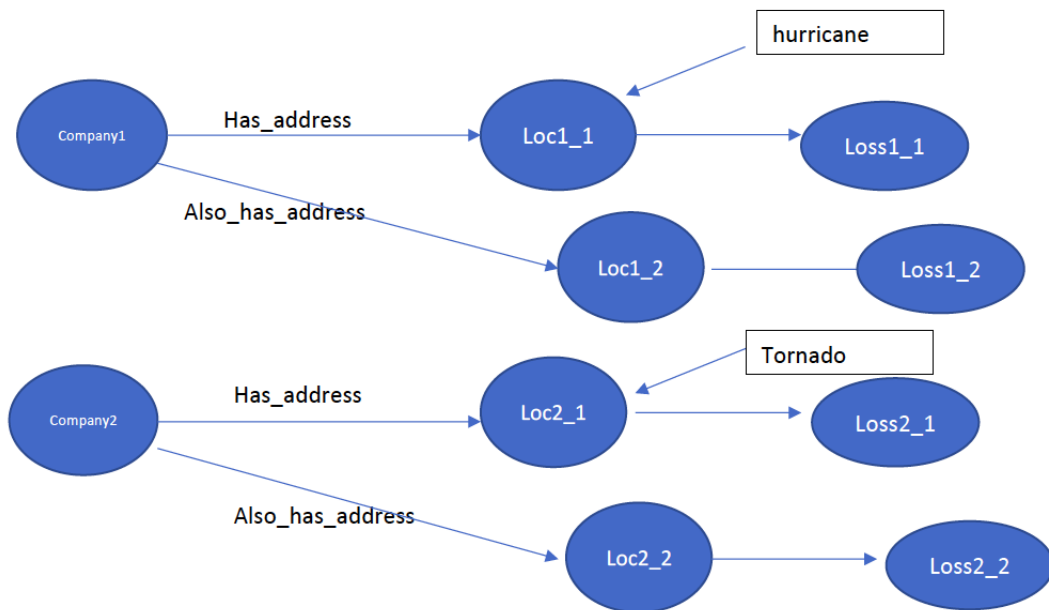 hurricane
Company1
Has_address
Loc1_1
Loss1_1
Also_has_address
Loc1_2
Loss1_2
Tornado
Company2
Has_address
Loc2_1
Loss2_1
Also_has_address
Loc2_2
Loss2_2